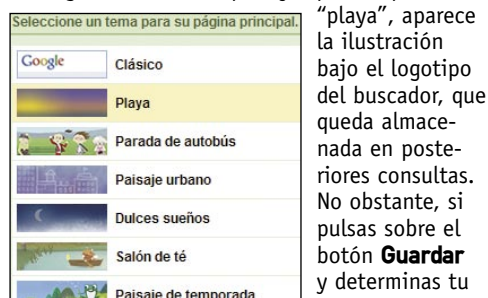 Seleccione un tema para su página principal.
Google
Clásico
Playa
Parada de autobús
Paisaje urbano
Dulces sueños
Salón de té
Paisaje de temporada
“playa”, aparece
la ilustración
bajo el logotipo
del buscador, que
queda almace-
nada en poste-
riores consultas.
No obstante, si
pulsas sobre el
botón Guardar
y determinas tu